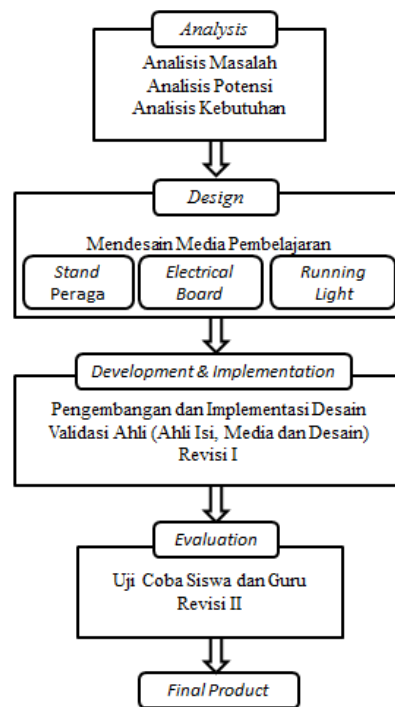 Analysis
Analisis Masalah
Analisis Potensi
Analisis Kebutuhan
Design
Mendesain Media Pembelajaran
Stand
Peraga
Electrical
Board
Running
Light
Development & Implementation
Pengembangan dan Implementasi Desain
Validasi Ahli (Ahli Isi, Media dan Desain)
Revisi I
Evaluation
Uji Coba Siswa dan Guru
Revisi II
Final Product